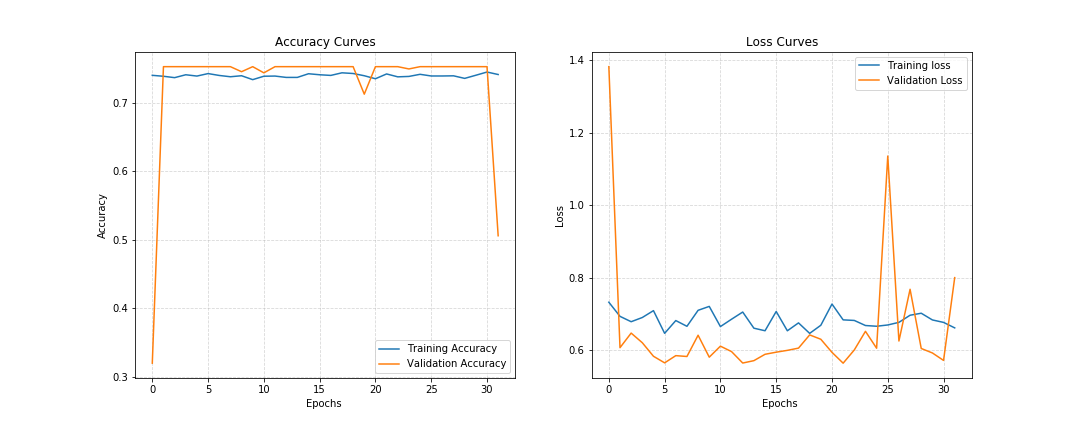 Accuracy Curves
Accuracy
0.7
0.6
0.5
0.4
0.3
0 5 10 15 20 25 30
Epochs
Training Accuracy
Validation Accuracy
Loss Curves
Loss
1.4
1.2
1.0
0.8
0.6
0 5 10 15 20 25 30
Epochs
Training loss
Validation Loss